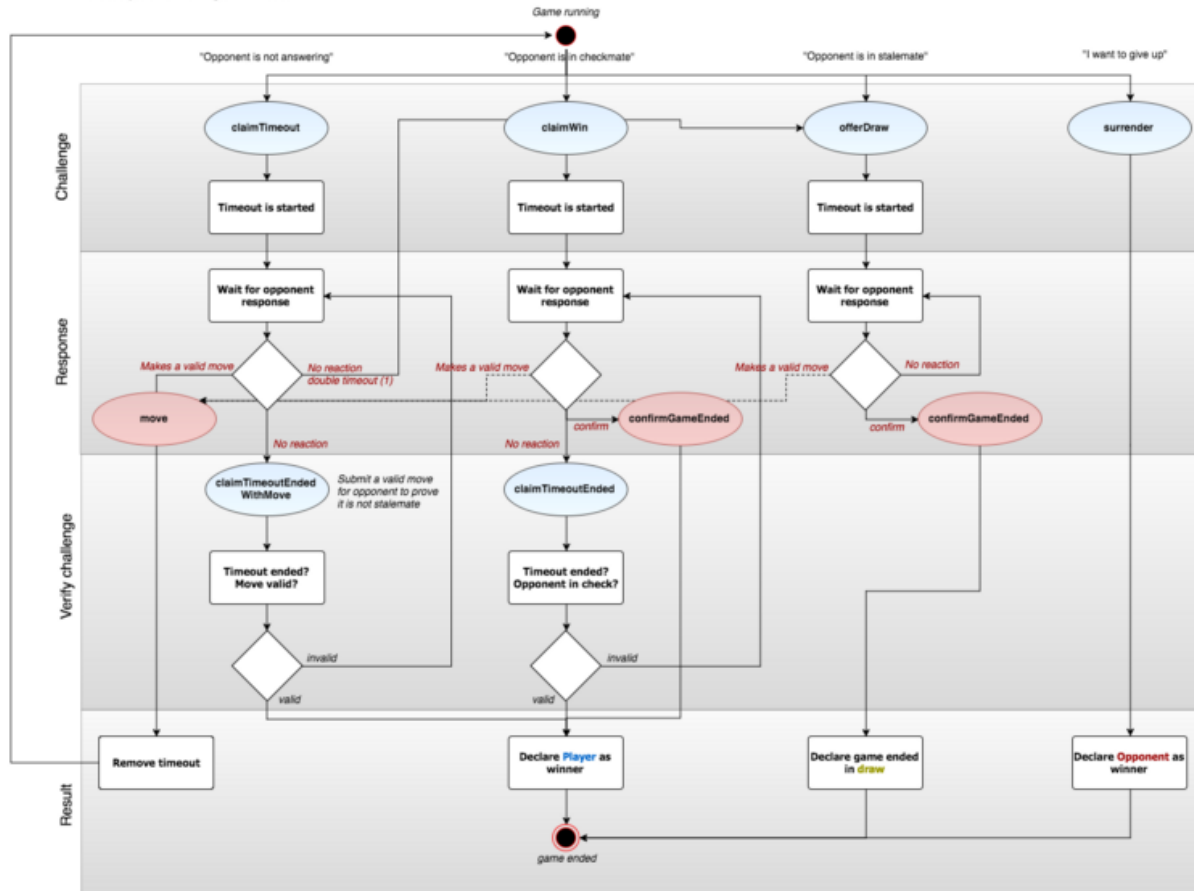 Game running
"Opponent is not answering"
"Opponent is in checkmate"
"Opponent is in stalemate"
"I want to give up"
Challenge
claimTimeout
claimWin
offerDraw
surrender
Timeout is started
Timeout is started
Timeout is started
Response
Wait for opponent
response
Wait for opponent
response
Wait for opponent
response
Makes a valid move
No reaction
double timeout (1)
Makes a valid move
Makes a valid move
No reaction
move
confirm
confirmGameEnded
confirm
confirmGameEnded
No reaction
No reaction
Verify challenge
claimTimeoutEnded
WithMove
Submit a valid move
for opponent to prove
it is not stalemate
claimTimeoutEnded
Timeout ended?
Move valid?
Timeout ended?
Opponent in check?
invalid
valid
invalid
valid
Result
Remove timeout
Declare Player as
winner
Declare game ended
in draw
Declare Opponent as
winner
game ended